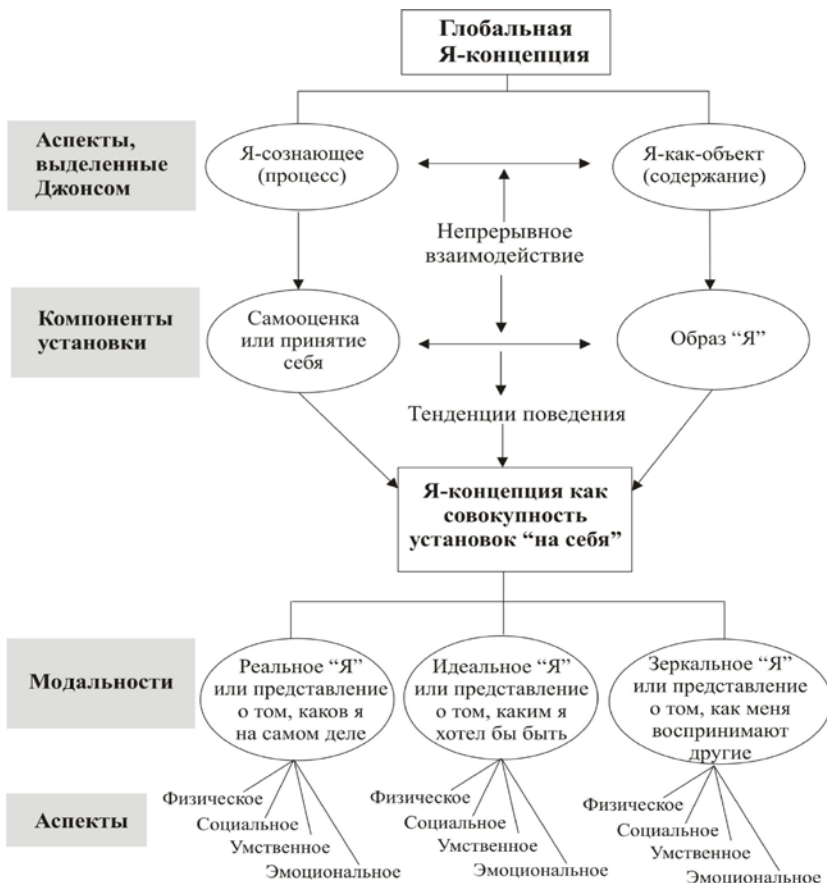 Глобальная
Я-концепция
Аспекты,
выделенные
Джонсом
Я-сознающее
(процесс)
Я-как-объект
(содержание)
Непрерывное
взаимодействие
Компоненты
установки
Самооценка
или принятие
себя
Образ “Я”
Тенденции поведения
Я-концепция как
совокупность
установок “на себя”
Модальности
Реальное “Я”
или представление
о том, каков я
на самом деле
Идеальное “Я”
или представление
о том, каким я
хотел бы быть
Зеркальное “Я”
или представление
о том, как меня
воспринимают
другие
Аспекты
Физическое
Социальное
Умственное
Эмоциональное
Физическое
Социальное
Умственное
Эмоциональное
Физическое
Социальное
Умственное
Эмоциональное